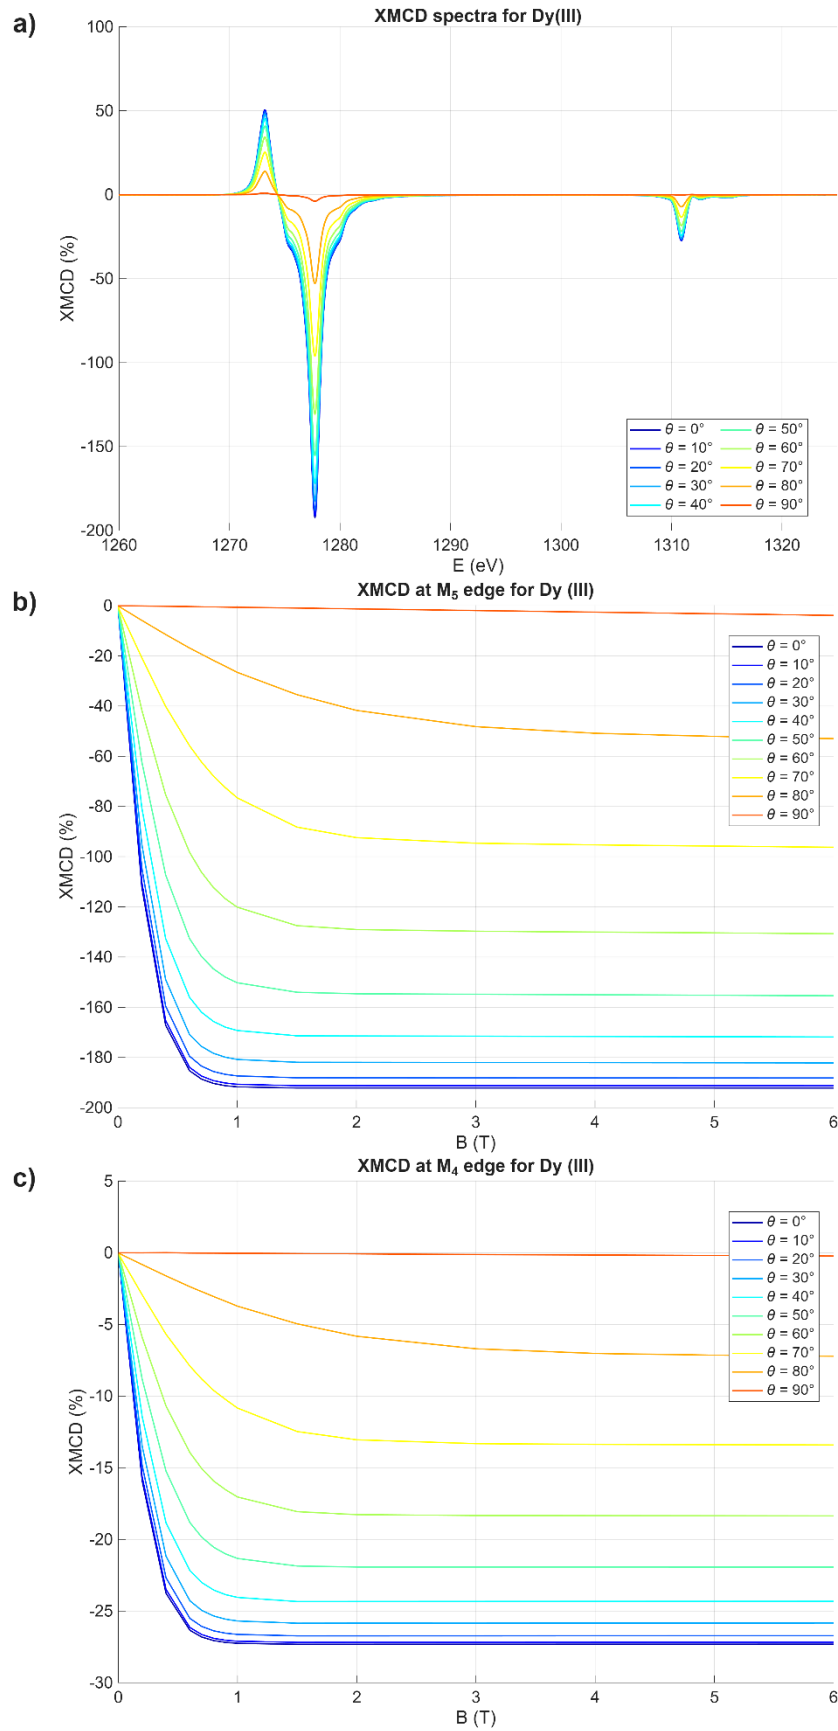 a)
XMCD spectra for Dy(III)
100
50
0
-50
-100
-150
-200
XMCD (%)
θ = 0° θ = 50°
θ = 10° θ = 60°
θ = 20° θ = 70°
θ = 30° θ = 80°
θ = 40° θ = 90°
1260 1270 1280 1290 1300 1310 1320
E (eV)
b)
XMCD at M₅ edge for Dy (III)
0
-20
-40
-60
-80
-100
-120
-140
-160
-180
-200
XMCD (%)
θ = 0°
θ = 10°
θ = 20°
θ = 30°
θ = 40°
θ = 50°
θ = 60°
θ = 70°
θ = 80°
θ = 90°
0 1 2 3 4 5 6
B (T)
c)
XMCD at M₄ edge for Dy (III)
5
0
-5
-10
-15
-20
-25
-30
XMCD (%)
θ = 0°
θ = 10°
θ = 20°
θ = 30°
θ = 40°
θ = 50°
θ = 60°
θ = 70°
θ = 80°
θ = 90°
0 1 2 3 4 5 6
B (T)